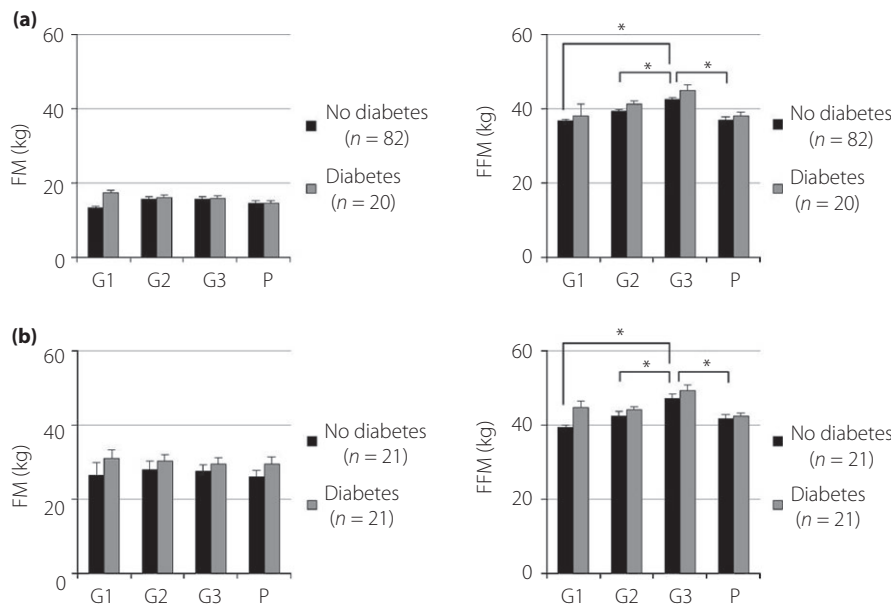 (a)
60
40
20
0
FM (kg)
G1 G2 G3 P
No diabetes
(n = 82)
Diabetes
(n = 20)
60
40
20
0
FFM (kg)
* * *
G1 G2 G3 P
No diabetes
(n = 82)
Diabetes
(n = 20)
(b)
60
40
20
0
FM (kg)
G1 G2 G3 P
No diabetes
(n = 21)
Diabetes
(n = 21)
60
40
20
0
FFM (kg)
* * *
G1 G2 G3 P
No diabetes
(n = 21)
Diabetes
(n = 21)